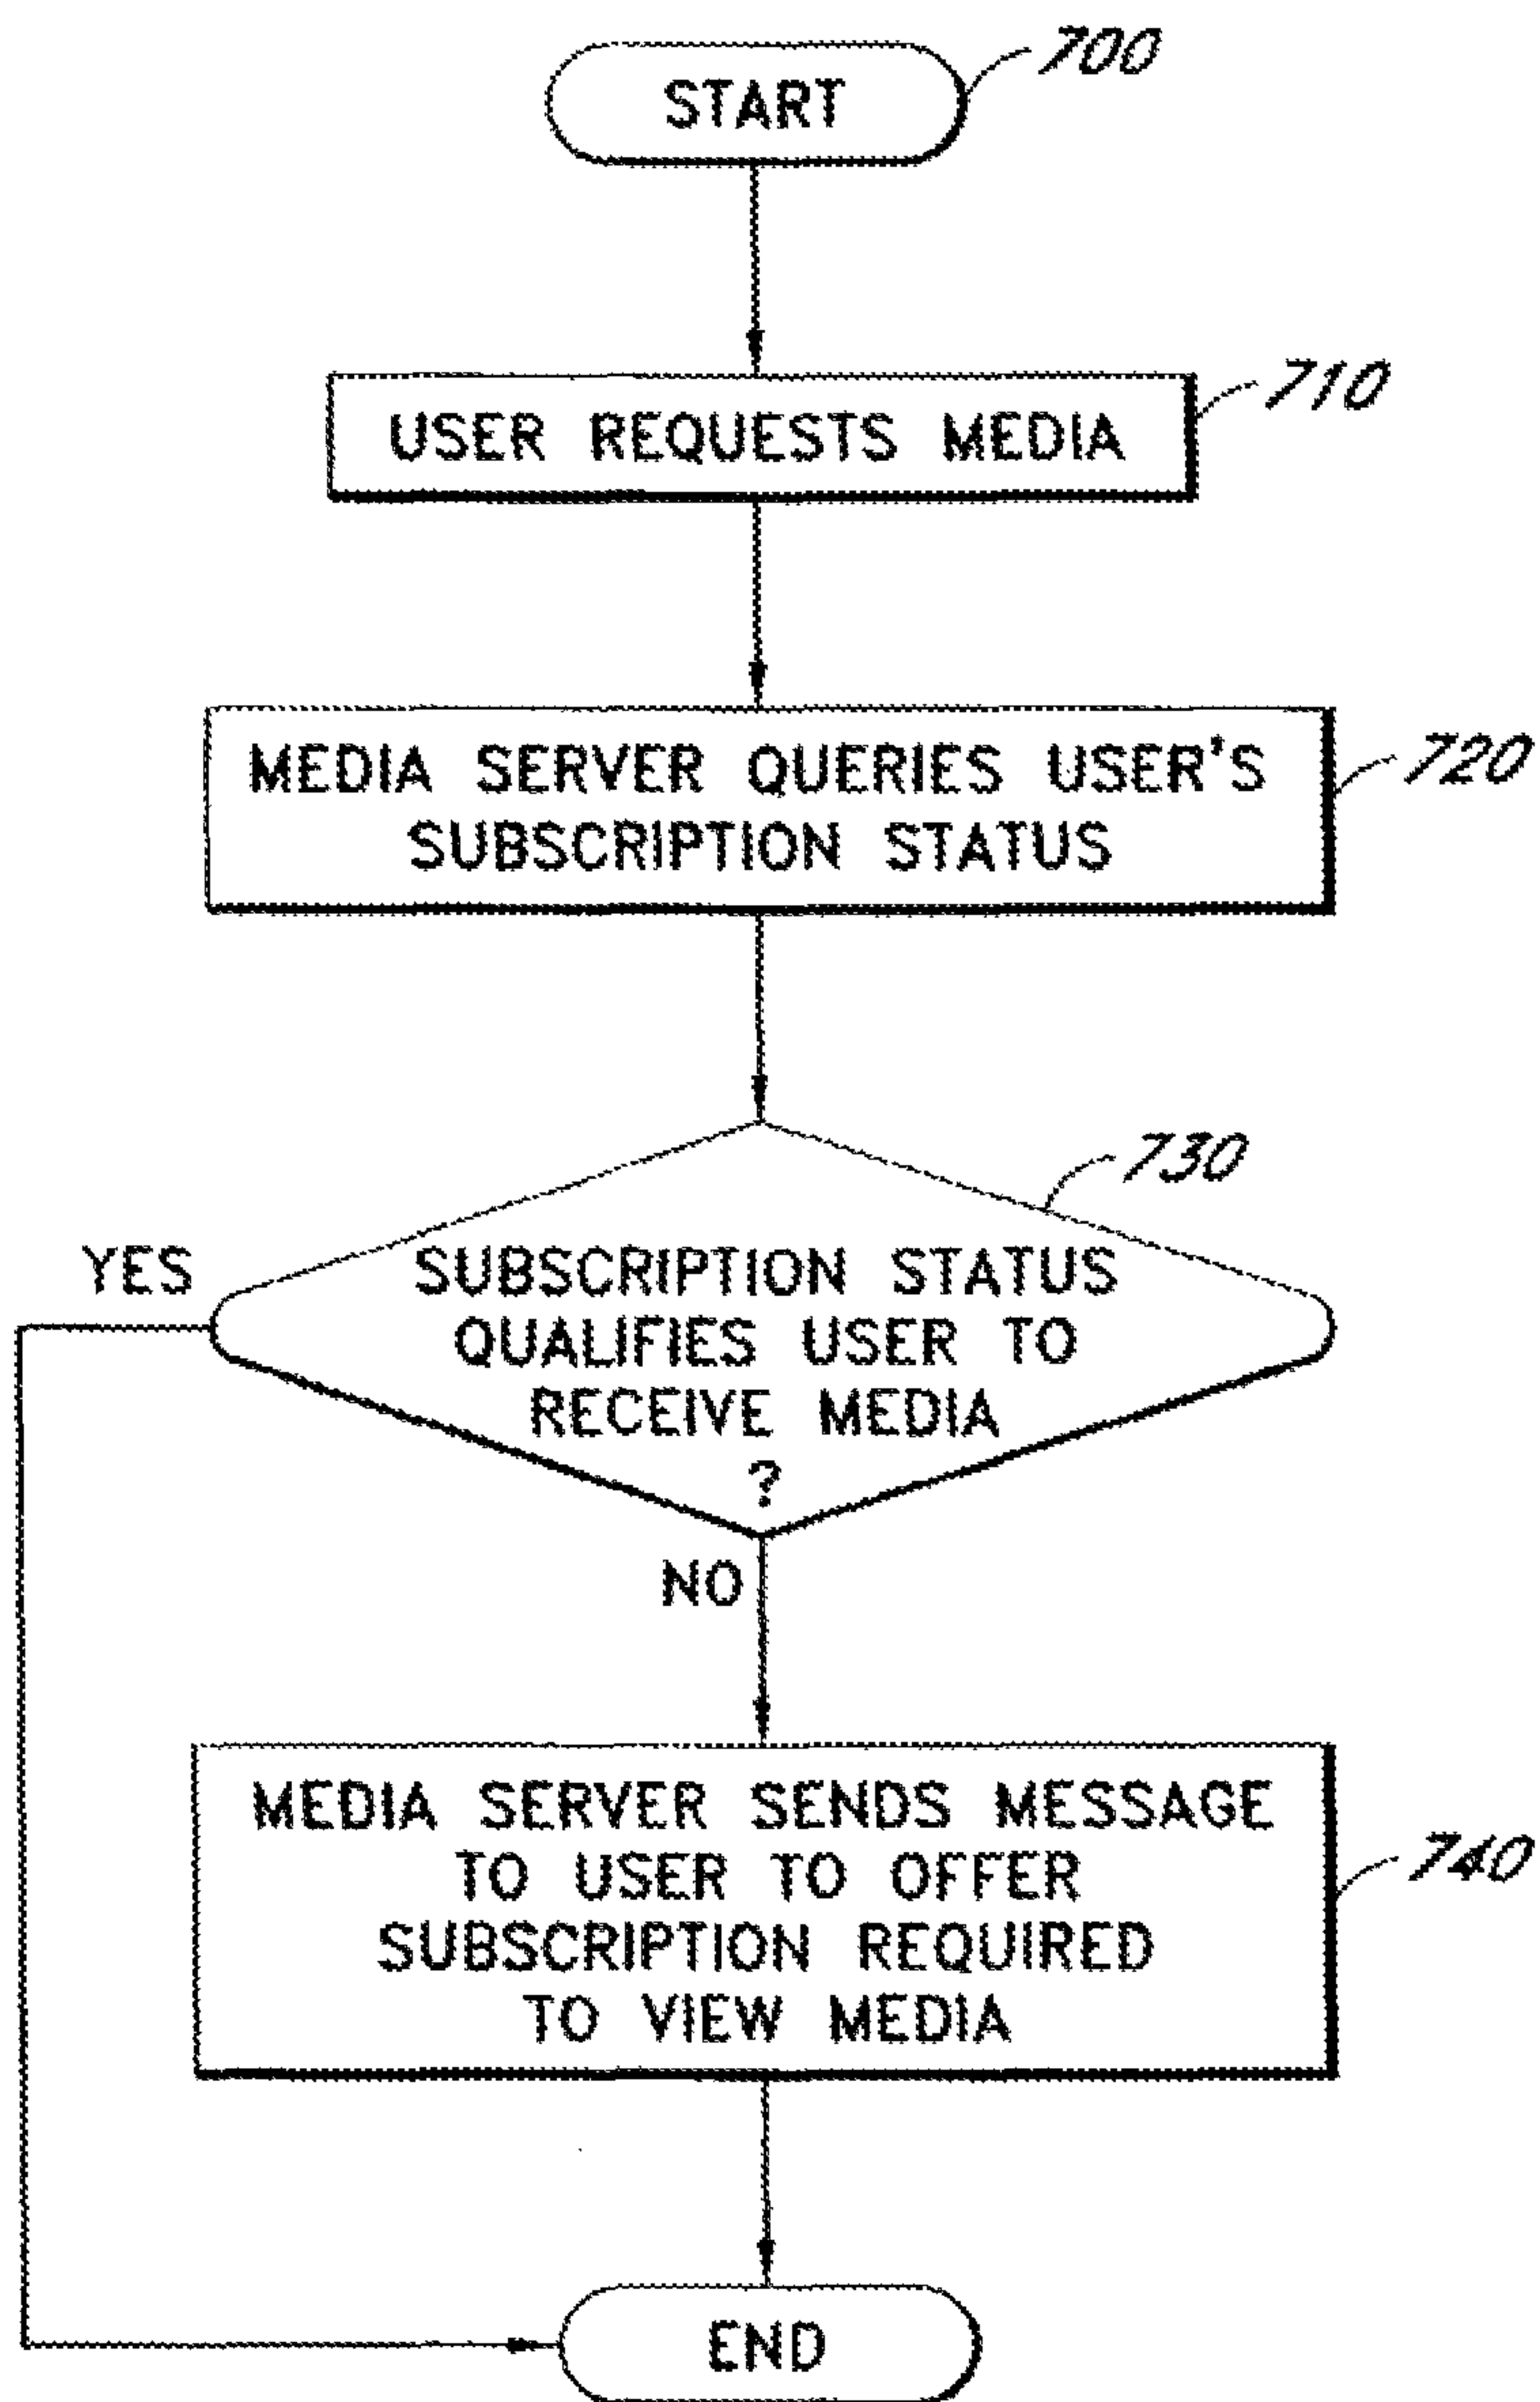 START
700
USER REQUESTS MEDIA
710
MEDIA SERVER QUERIES USER'S
SUBSCRIPTION STATUS
720
730
YES
SUBSCRIPTION STATUS
QUALIFIES USER TO
RECEIVE MEDIA
?
NO
MEDIA SERVER SENDS MESSAGE
TO USER TO OFFER
SUBSCRIPTION REQUIRED
TO VIEW MEDIA
740
END